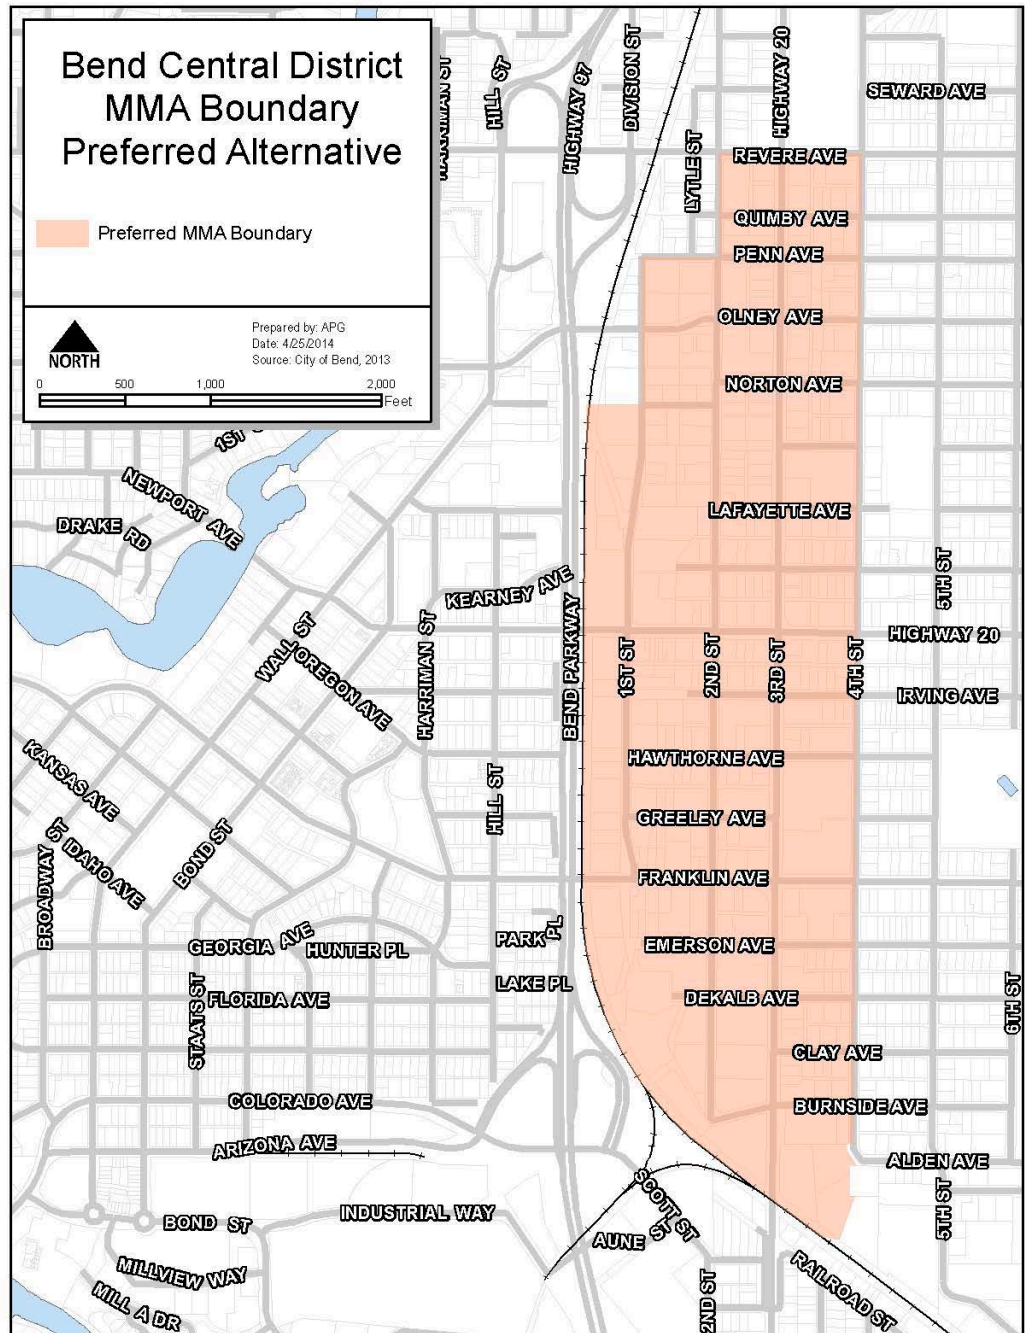 Bend Central District
MMA Boundary
Preferred Alternative
Preferred MMA Boundary
NORTH
Prepared by: APG
Date: 4/25/2014
Source: City of Bend, 2013
0 500 1,000 2,000
Feet
HARRIMAN ST
HILL ST
HIGHWAY 97
DIVISION ST
HIGHWAY 20
SEWARD AVE
LYTLE ST
REVERE AVE
QUIMBY AVE
PENN AVE
OLNEY AVE
NORTON AVE
1ST
NEWPORT AVE
DRAKE RD
LAFAYETTE AVE
5TH ST
KEARNEY AVE
WALL ST
OREGON AVE
HARRIMAN ST
BEND PARKWAY
1ST ST
2ND ST
3RD ST
4TH ST
HIGHWAY 20
IRVING AVE
KANSAS AVE
HILL ST
HAWTHORNE AVE
GREELEY AVE
BROADWAY ST
IDAHO AVE
BOND ST
FRANKLIN AVE
GEORGIA AVE
HUNTER PL
PARK PL
EMERSON AVE
LAKE PL
STAATS ST
FLORIDA AVE
DEKALB AVE
6TH ST
CLAY AVE
COLORADO AVE
BURNSIDE AVE
ARIZONA AVE
ALDEN AVE
BOND ST
INDUSTRIAL WAY
SCOTT ST
AUNE ST
5TH ST
MILLVIEW WAY
MILL A DR
2ND ST
RAILROAD ST